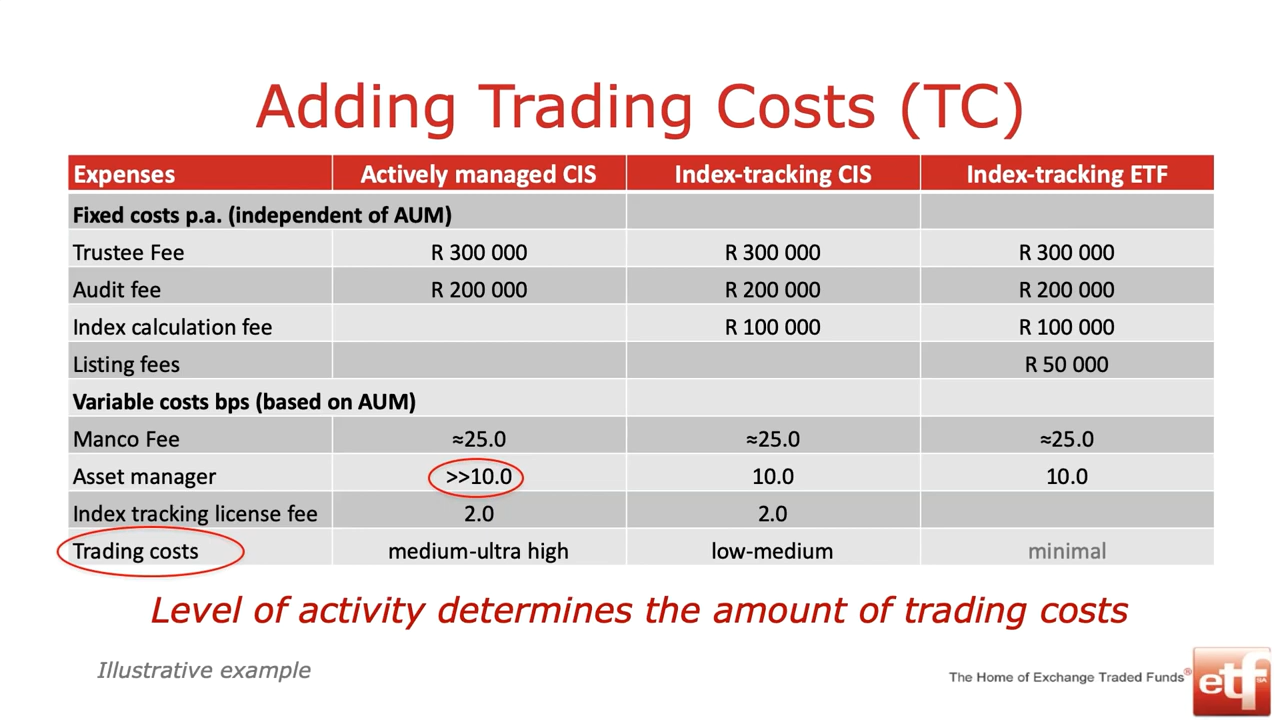 Adding Trading Costs (TC)
Expenses Actively managed CIS Index-tracking CIS Index-tracking ETF
Fixed costs p.a. (independent of AUM)
Trustee Fee R 300 000 R 300 000 R 300 000
Audit fee R 200 000 R 200 000 R 200 000
Index calculation fee R 100 000 R 100 000
Listing fees R 50 000
Variable costs bps (based on AUM)
Manco Fee ≈25.0 ≈25.0 ≈25.0
Asset manager >>10.0 10.0 10.0
Index tracking license fee 2.0 2.0
Trading costs medium-ultra high low-medium minimal
Level of activity determines the amount of trading costs
Illustrative example
The Home of Exchange Traded Funds® etf SA